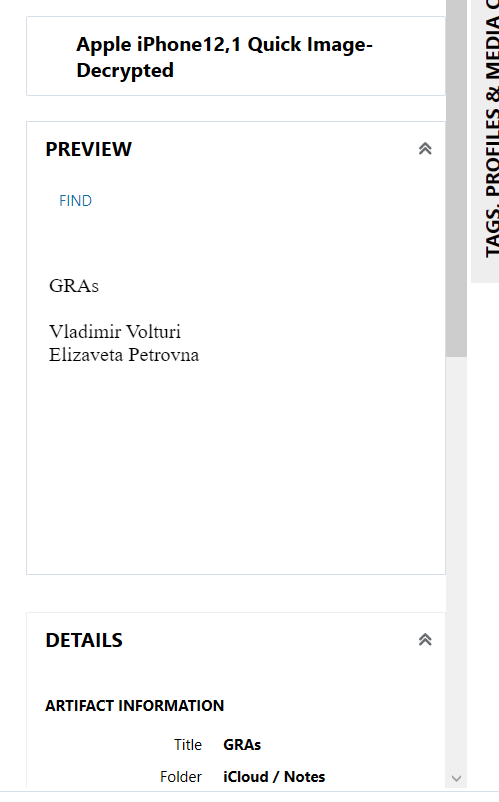 Apple iPhone12,1 Quick Image-
Decrypted
PREVIEW
FIND
GRAs
Vladimir Volturi
Elizaveta Petrovna
DETAILS
ARTIFACT INFORMATION
Title GRAs
Folder iCloud / Notes
TAGS, PROFILES & MEDIA